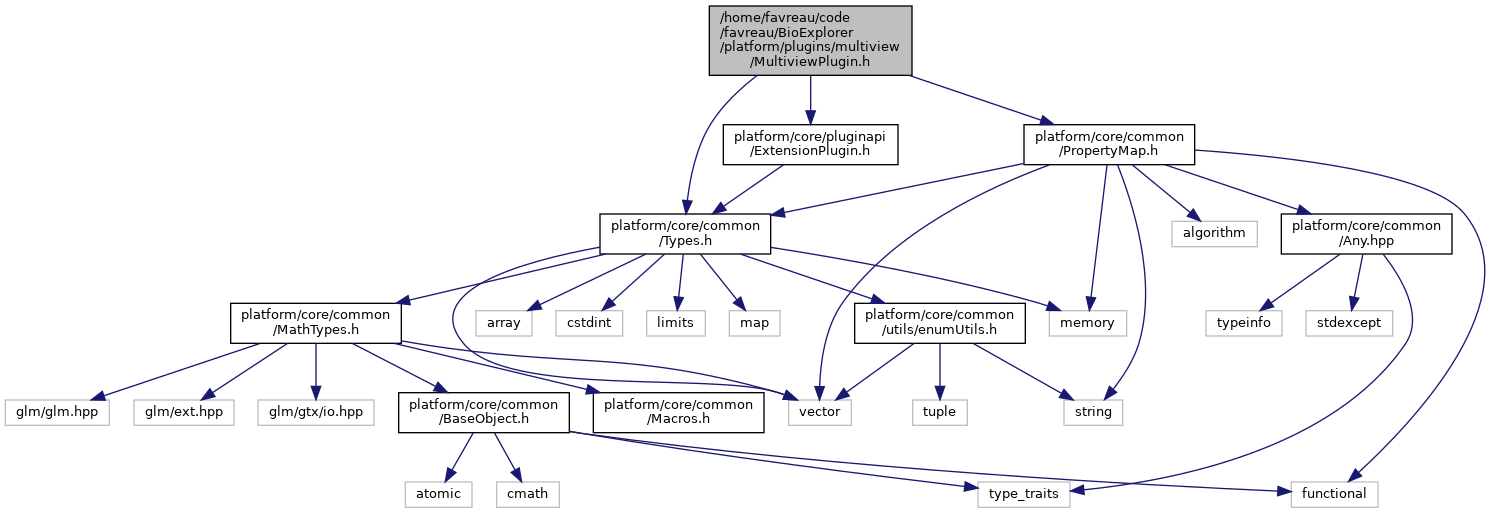 /home/favreau/code
/favreau/BioExplorer
/platform/plugins/multiview
/MultiviewPlugin.h
platform/core/pluginapi
/ExtensionPlugin.h
platform/core/common
/PropertyMap.h
platform/core/common
/Types.h
algorithm
platform/core/common
/Any.hpp
platform/core/common
/MathTypes.h
array
cstdint
limits
map
platform/core/common
/utils/enumUtils.h
memory
typeinfo
stdexcept
glm/glm.hpp
glm/ext.hpp
glm/gtx/io.hpp
platform/core/common
/BaseObject.h
platform/core/common
/Macros.h
vector
tuple
string
atomic
cmath
type_traits
functional